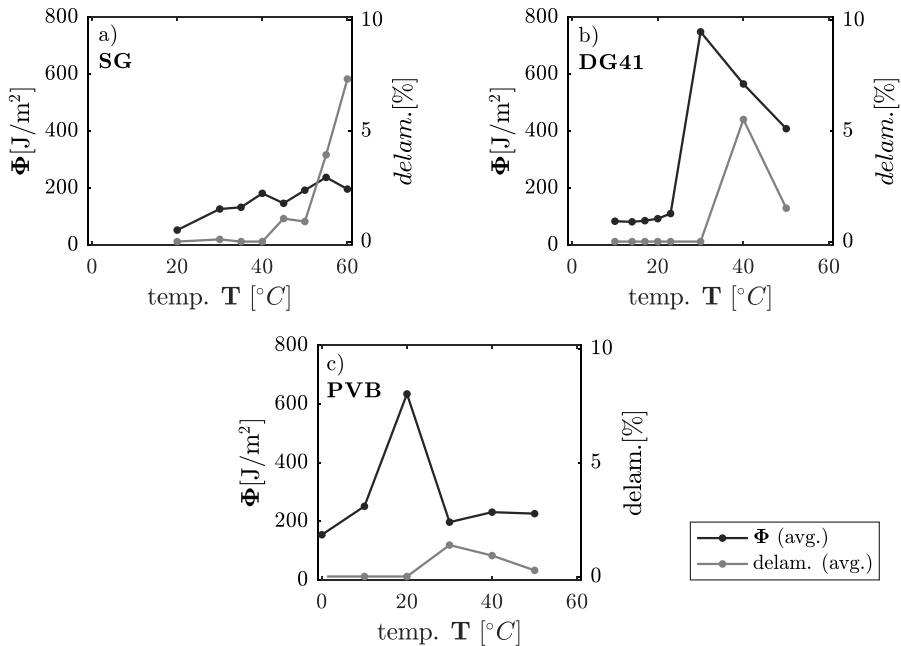 a)
SG
800
600
400
200
0
10
5
0
0 20 40 60
Φ[J/m²]
delam.[%]
temp. T [°C]
b)
DG41
800
600
400
200
0
10
5
0
0 20 40 60
Φ[J/m²]
delam.[%]
temp. T [°C]
c)
PVB
800
600
400
200
0
10
5
0
0 20 40 60
Φ[J/m²]
delam.[%]
temp. T [°C]
Φ (avg.)
delam. (avg.)